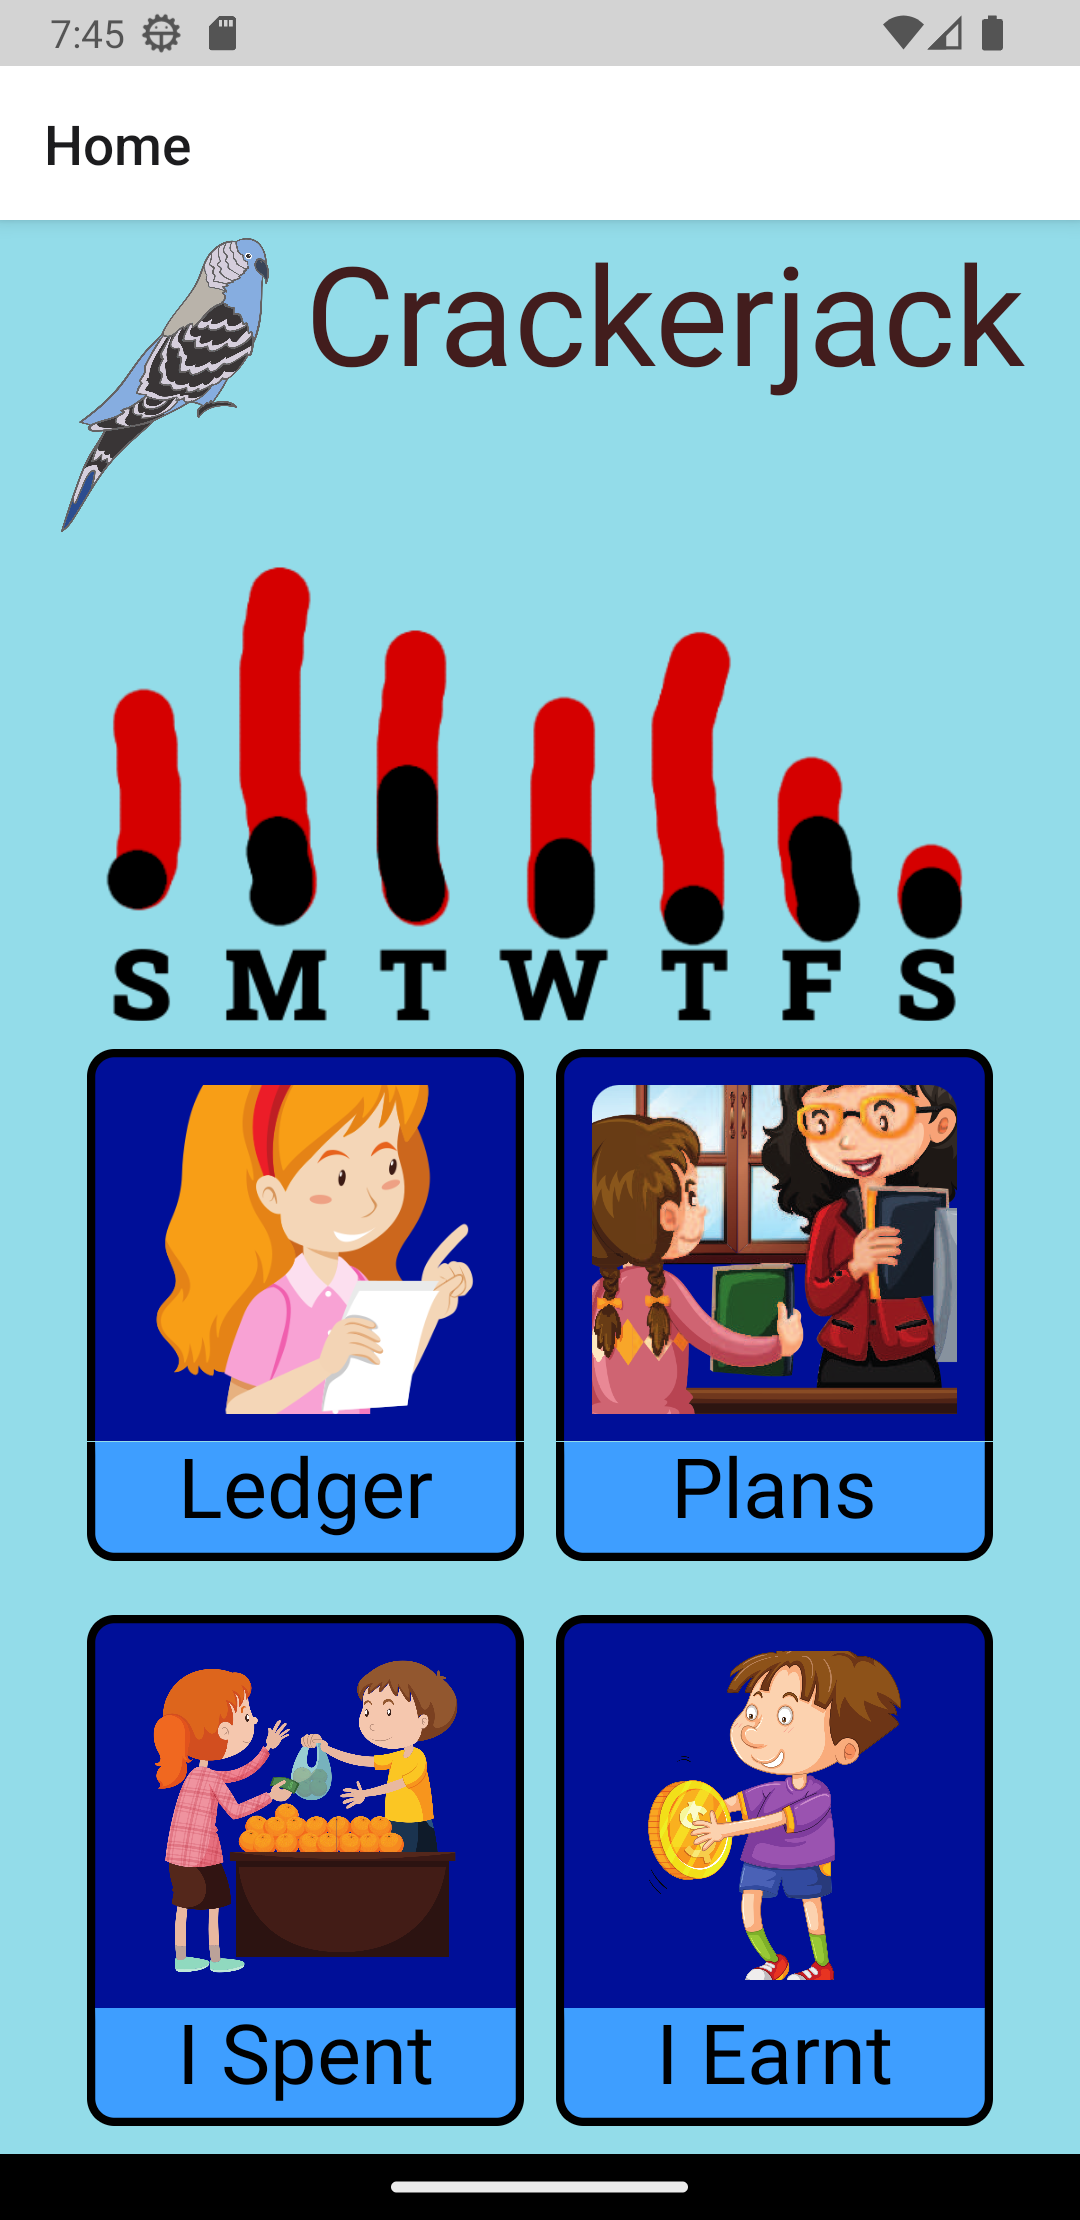 7:45
Home
Crackerjack
S M T W T F S
Ledger Plans
I Spent I Earnt